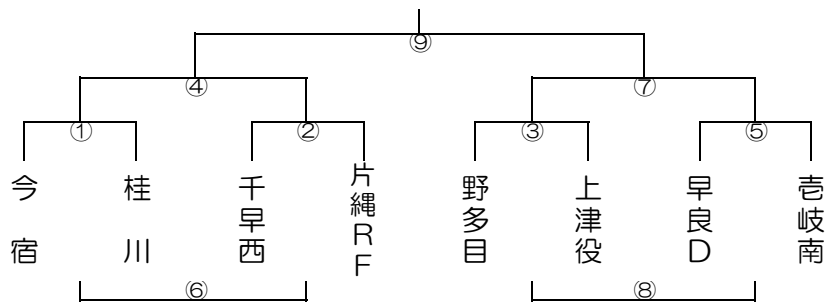 ⑨
④
⑦
①
②
③
⑤
今宿
桂川
千早西
片縄RF
野多目
上津役
早良D
壱岐南
⑥
⑧